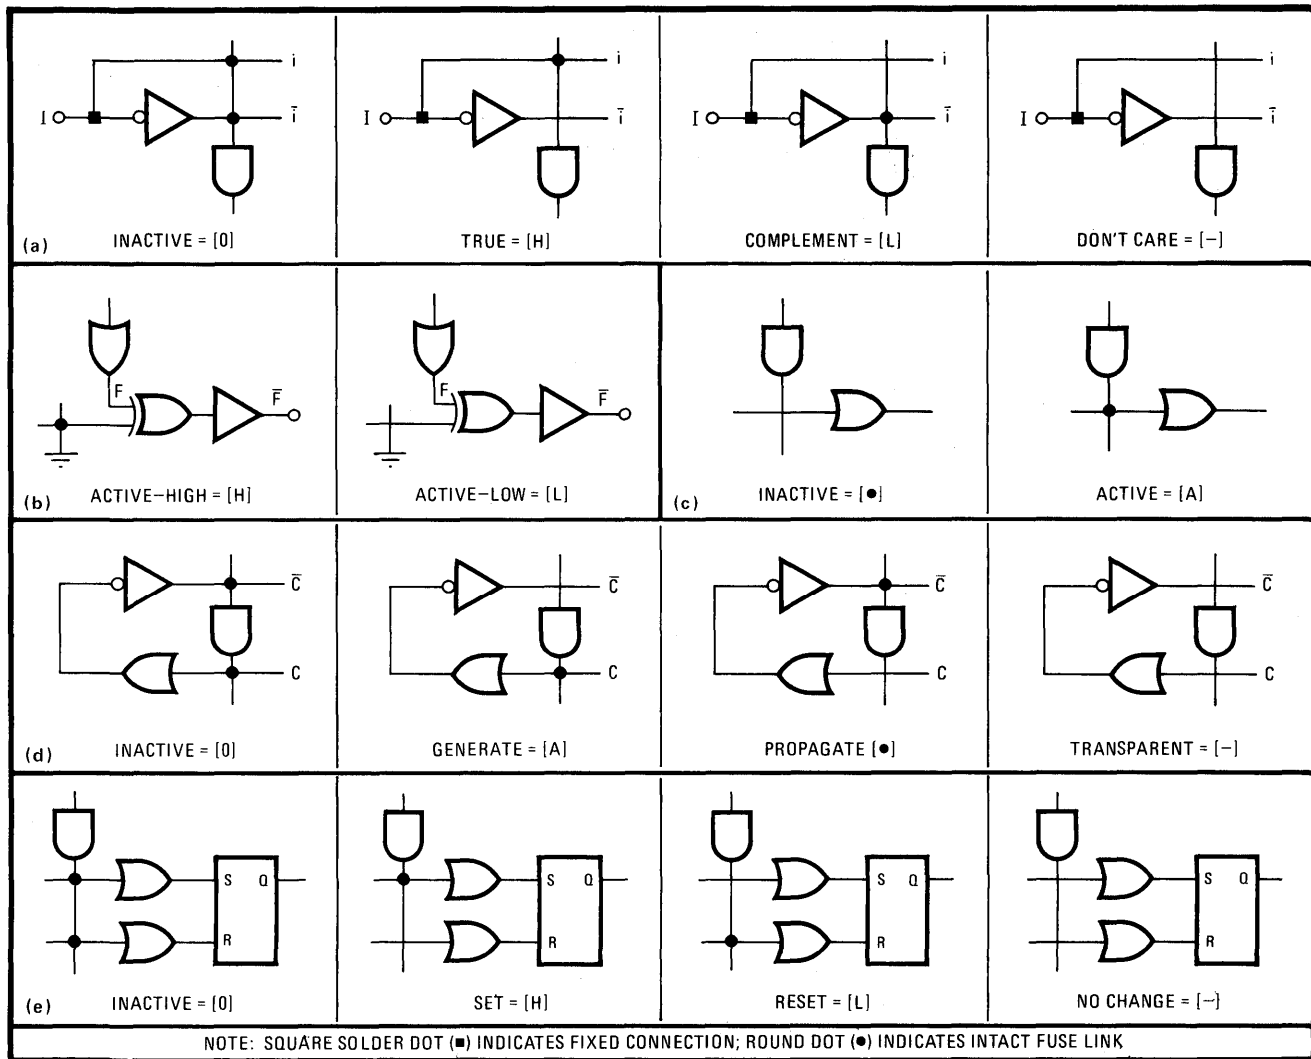 I i i̅
I i i̅
I i i̅
I i i̅
(a) INACTIVE = [0]
TRUE = [H]
COMPLEMENT = [L]
DON'T CARE = [–]
F F̅
F F̅
(b) ACTIVE–HIGH = [H]
ACTIVE–LOW = [L]
(c) INACTIVE = [●]
ACTIVE = [A]
C̅ C
C̅ C
C̅ C
C̅ C
(d) INACTIVE = [0]
GENERATE = [A]
PROPAGATE [●]
TRANSPARENT = [–]
S Q
R
S Q
R
S Q
R
S Q
R
(e) INACTIVE = [0]
SET = [H]
RESET = [L]
NO CHANGE = [–]
NOTE: SQUARE SOLDER DOT (■) INDICATES FIXED CONNECTION; ROUND DOT (●) INDICATES INTACT FUSE LINK